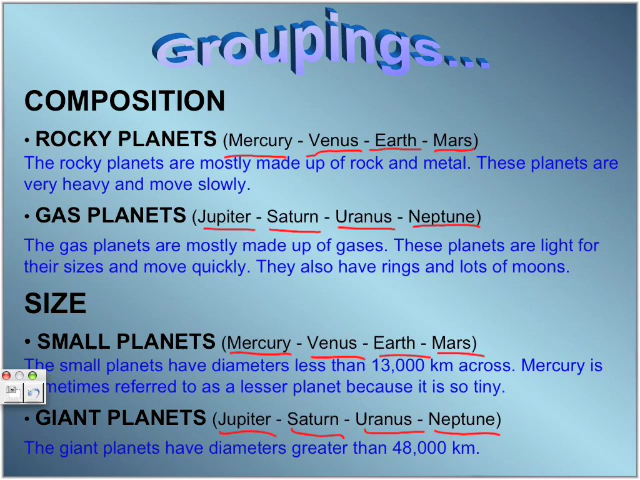 Groupings...
COMPOSITION
• ROCKY PLANETS (Mercury - Venus - Earth - Mars)
The rocky planets are mostly made up of rock and metal. These planets are
very heavy and move slowly.
• GAS PLANETS (Jupiter - Saturn - Uranus - Neptune)
The gas planets are mostly made up of gases. These planets are light for
their sizes and move quickly. They also have rings and lots of moons.
SIZE
• SMALL PLANETS (Mercury - Venus - Earth - Mars)
The small planets have diameters less than 13,000 km across. Mercury is
metimes referred to as a lesser planet because it is so tiny.
• GIANT PLANETS (Jupiter - Saturn - Uranus - Neptune)
The giant planets have diameters greater than 48,000 km.